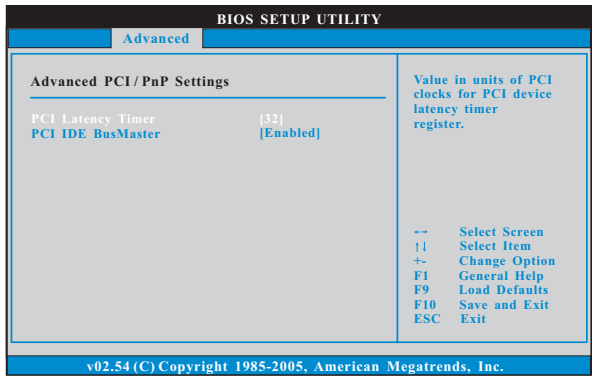 BIOS SETUP UTILITY
Advanced
Advanced PCI / PnP Settings
PCI Latency Timer [32]
PCI IDE BusMaster [Enabled]
Value in units of PCI
clocks for PCI device
latency timer
register.
←→ Select Screen
↑↓ Select Item
+- Change Option
F1 General Help
F9 Load Defaults
F10 Save and Exit
ESC Exit
v02.54 (C) Copyright 1985-2005, American Megatrends, Inc.